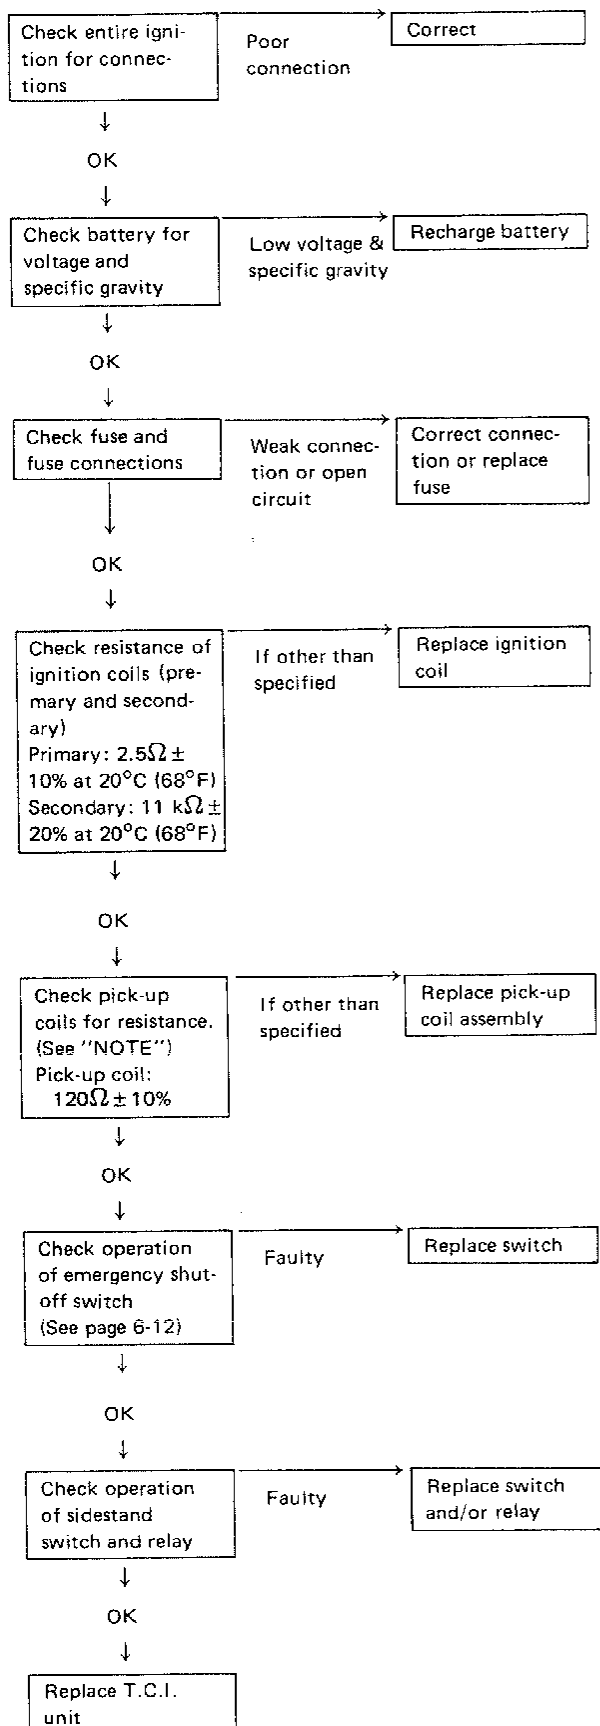 Check entire igni-
tion for connec-
tions
Poor
connection
Correct
OK
Check battery for
voltage and
specific gravity
Low voltage &
specific gravity
Recharge battery
OK
Check fuse and
fuse connections
Weak connec-
tion or open
circuit
Correct connec-
tion or replace
fuse
OK
Check resistance of
ignition coils (pre-
mary and second-
ary)
Primary: 2.5Ω ±
10% at 20°C (68°F)
Secondary: 11 kΩ ±
20% at 20°C (68°F)
If other than
specified
Replace ignition
coil
OK
Check pick-up
coils for resistance.
(See "NOTE")
Pick-up coil:
120Ω ± 10%
If other than
specified
Replace pick-up
coil assembly
OK
Check operation
of emergency shut-
off switch
(See page 6-12)
Faulty
Replace switch
OK
Check operation
of sidestand
switch and relay
Faulty
Replace switch
and/or relay
OK
Replace T.C.I.
unit